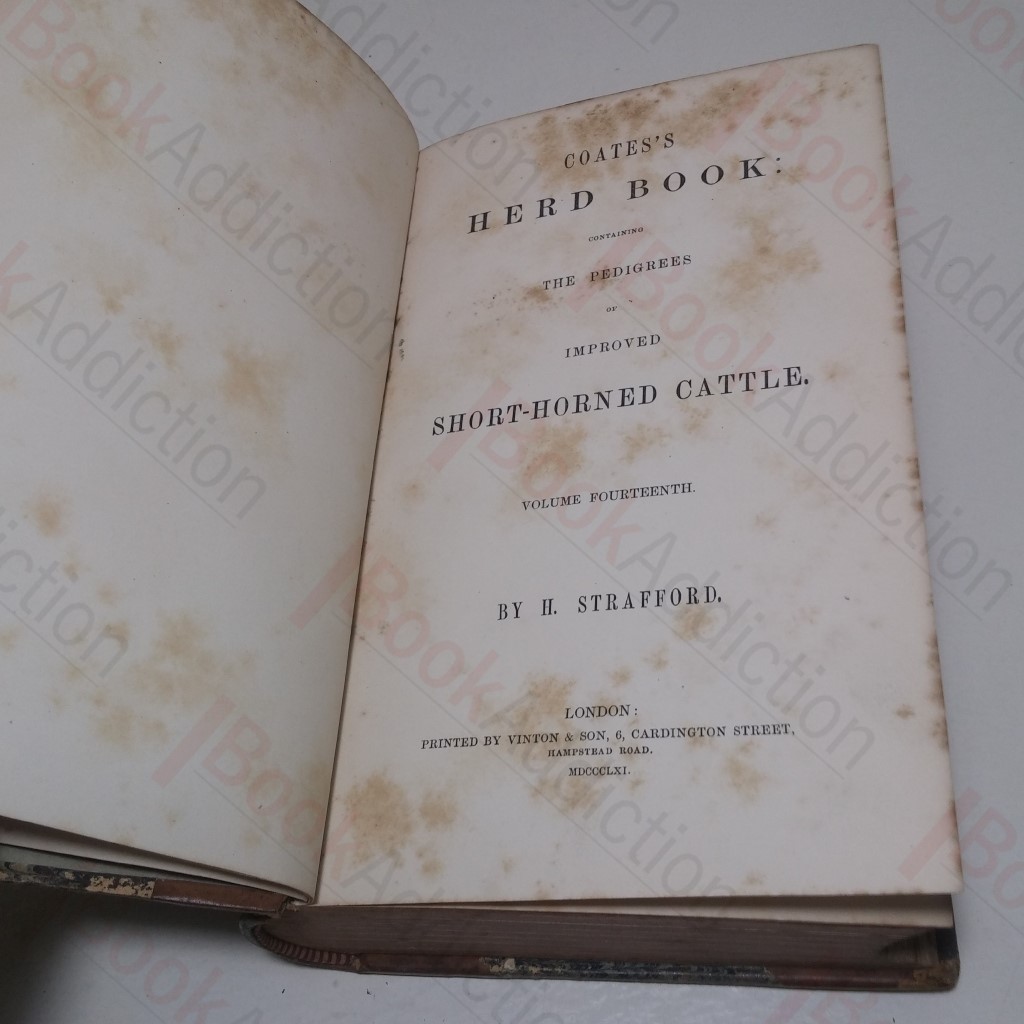 COATES'S
HERD BOOK:
CONTAINING
THE PEDIGREES
OF
IMPROVED
SHORT-HORNED CATTLE.
VOLUME FOURTEENTH.
BY H. STRAFFORD.
LONDON:
PRINTED BY VINTON & SON, 6, CARDINGTON STREET,
HAMPSTEAD ROAD.
MDCCCLXI.
BookAddiction